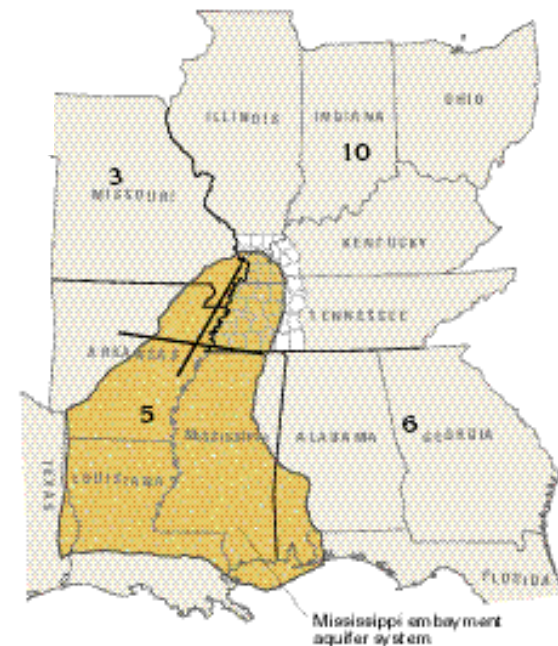 ILLINOIS
INDIANA
OHIO
10
3
MISSOURI
KENTUCKY
TENNESSEE
ARKANSAS
5
MISSISSIPPI
ALABAMA
6
GEORGIA
TEXAS
LOUISIANA
FLORIDA
Mississippi embayment
aquifer system